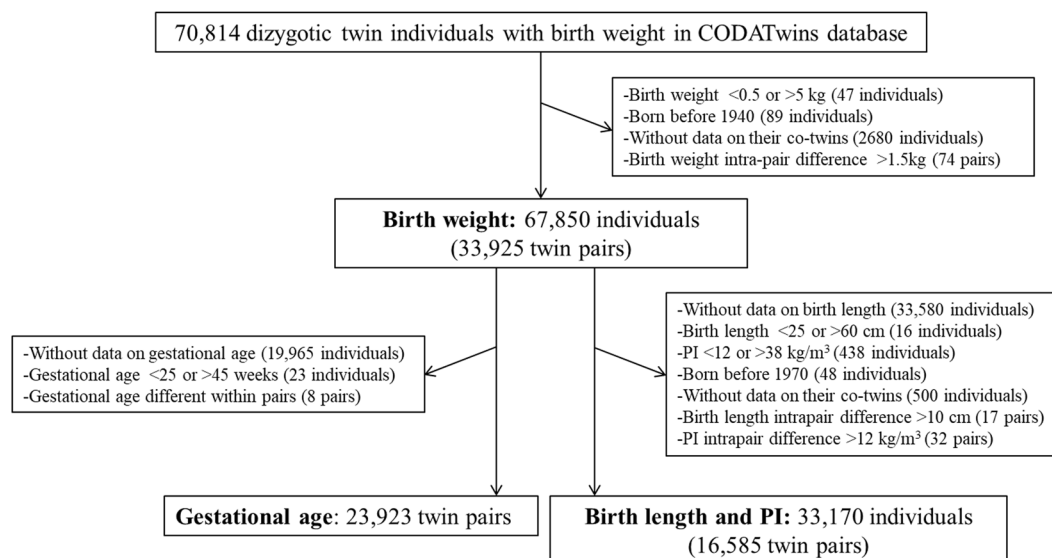 70,814 dizygotic twin individuals with birth weight in CODATwins database
-Birth weight <0.5 or >5 kg (47 individuals)
-Born before 1940 (89 individuals)
-Without data on their co-twins (2680 individuals)
-Birth weight intra-pair difference >1.5kg (74 pairs)
Birth weight: 67,850 individuals
(33,925 twin pairs)
-Without data on gestational age (19,965 individuals)
-Gestational age <25 or >45 weeks (23 individuals)
-Gestational age different within pairs (8 pairs)
-Without data on birth length (33,580 individuals)
-Birth length <25 or >60 cm (16 individuals)
-PI <12 or >38 kg/m³ (438 individuals)
-Born before 1970 (48 individuals)
-Without data on their co-twins (500 individuals)
-Birth length intrapair difference >10 cm (17 pairs)
-PI intrapair difference >12 kg/m³ (32 pairs)
Gestational age: 23,923 twin pairs
Birth length and PI: 33,170 individuals
(16,585 twin pairs)